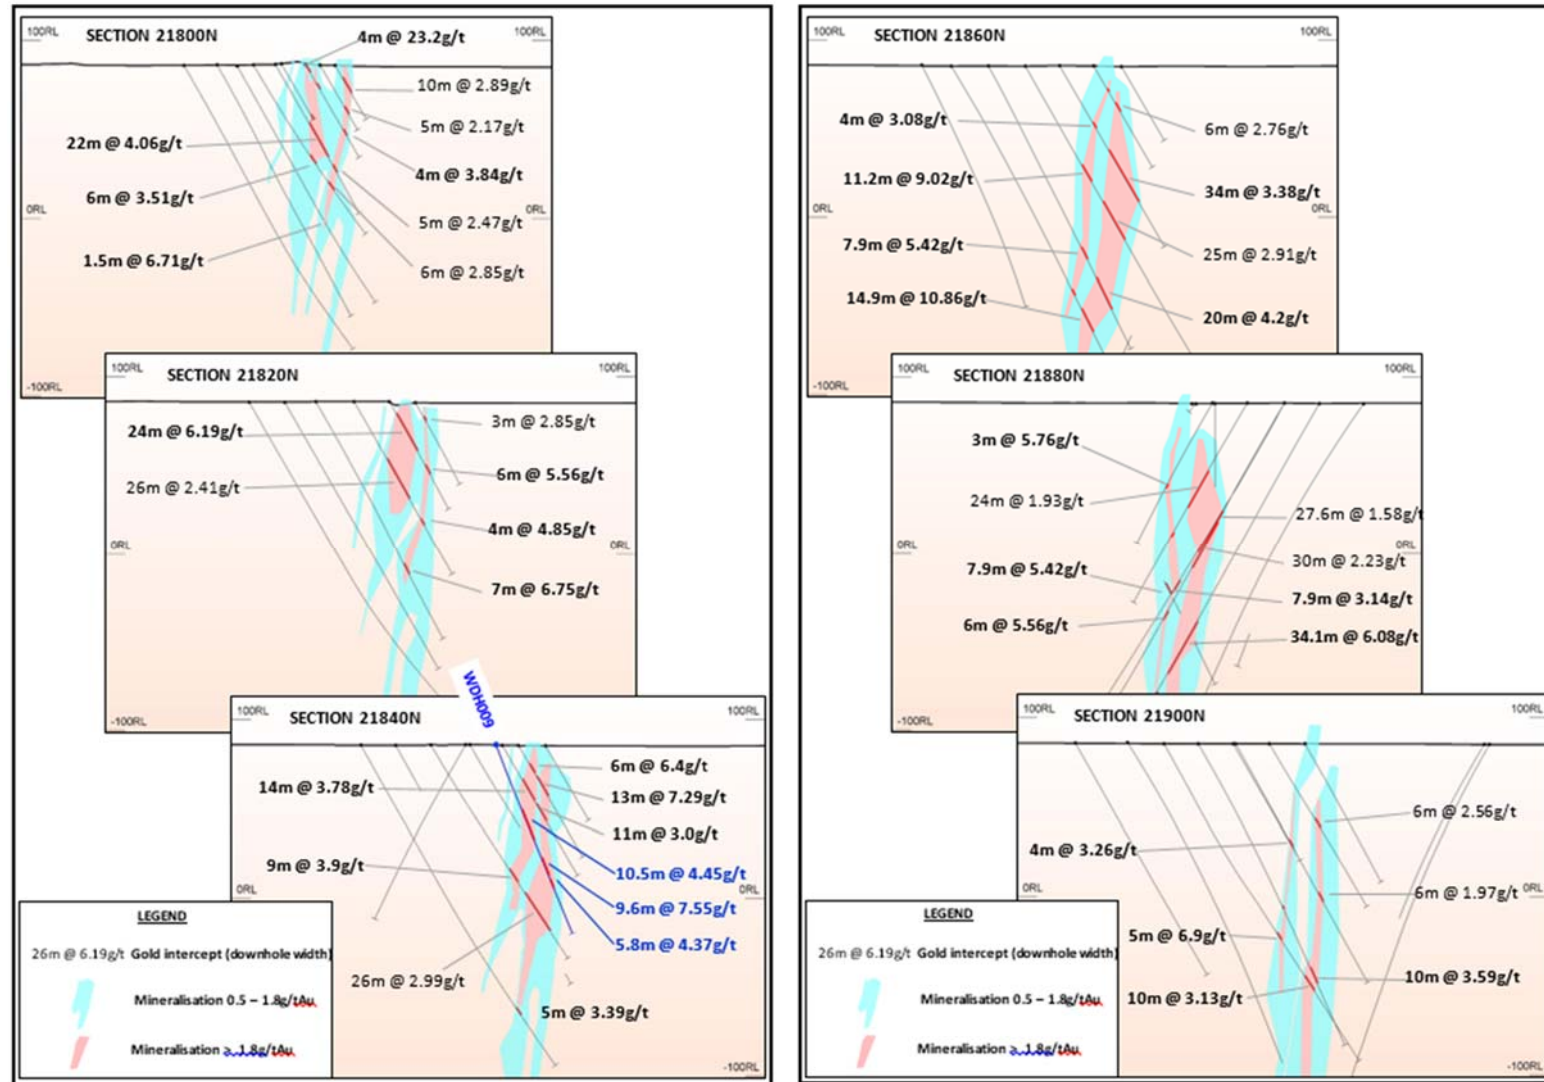 100RL
SECTION 21800N
100RL
4m @ 23.2g/t
10m @ 2.89g/t
5m @ 2.17g/t
22m @ 4.06g/t
4m @ 3.84g/t
6m @ 3.51g/t
0RL
0RL
5m @ 2.47g/t
1.5m @ 6.71g/t
6m @ 2.85g/t
-100RL
100RL
SECTION 21820N
100RL
3m @ 2.85g/t
24m @ 6.19g/t
6m @ 5.56g/t
26m @ 2.41g/t
4m @ 4.85g/t
0RL
0RL
7m @ 6.75g/t
-100RL
WDH009
100RL
SECTION 21840N
100RL
6m @ 6.4g/t
14m @ 3.78g/t
13m @ 7.29g/t
11m @ 3.0g/t
9m @ 3.9g/t
10.5m @ 4.45g/t
0RL
0RL
9.6m @ 7.55g/t
5.8m @ 4.37g/t
26m @ 2.99g/t
5m @ 3.39g/t
-100RL
LEGEND
26m @ 6.19g/t Gold intercept (downhole width)
Mineralisation 0.5 – 1.8g/tAu
Mineralisation ≥ 1.8g/tAu
100RL
SECTION 21860N
100RL
4m @ 3.08g/t
6m @ 2.76g/t
11.2m @ 9.02g/t
34m @ 3.38g/t
0RL
0RL
7.9m @ 5.42g/t
25m @ 2.91g/t
14.9m @ 10.86g/t
20m @ 4.2g/t
-100RL
100RL
SECTION 21880N
100RL
3m @ 5.76g/t
24m @ 1.93g/t
27.6m @ 1.58g/t
0RL
0RL
30m @ 2.23g/t
7.9m @ 5.42g/t
7.9m @ 3.14g/t
6m @ 5.56g/t
34.1m @ 6.08g/t
-100RL
100RL
SECTION 21900N
100RL
6m @ 2.56g/t
4m @ 3.26g/t
0RL
6m @ 1.97g/t
0RL
5m @ 6.9g/t
10m @ 3.59g/t
10m @ 3.13g/t
-100RL
LEGEND
26m @ 6.19g/t Gold intercept (downhole width)
Mineralisation 0.5 – 1.8g/tAu
Mineralisation ≥ 1.8g/tAu